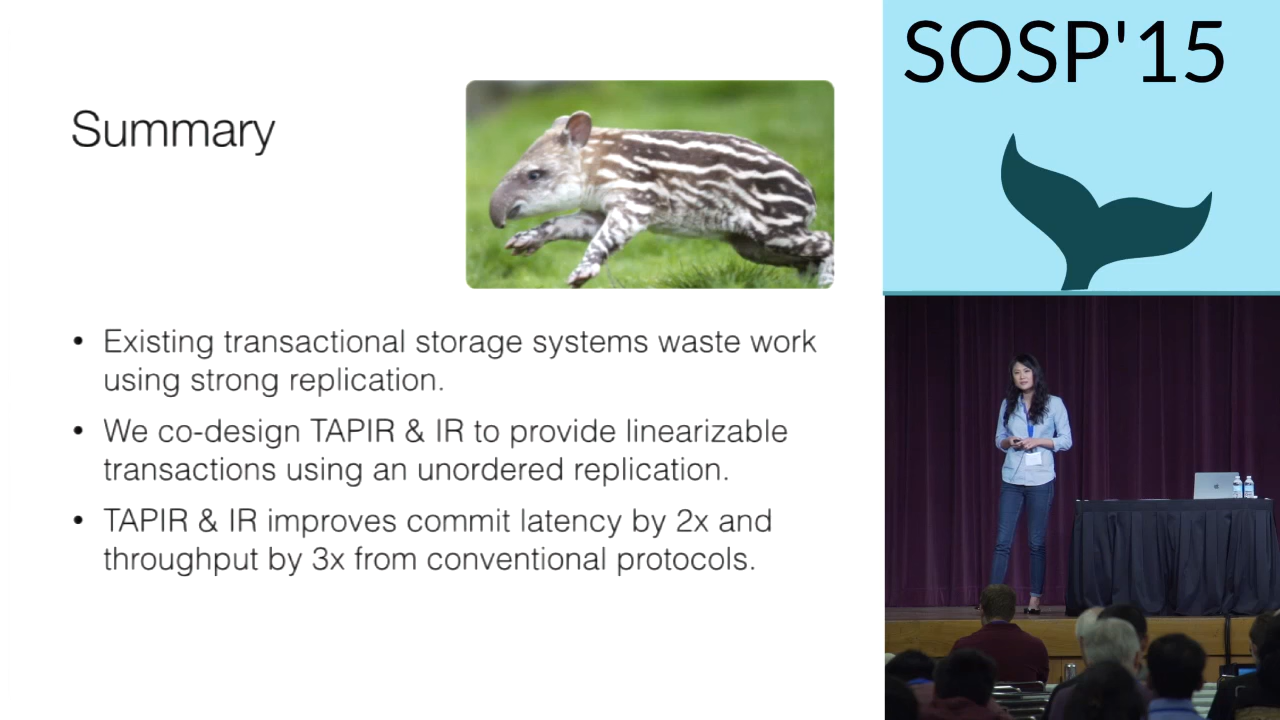 SOSP'15
Summary
• Existing transactional storage systems waste work
using strong replication.
• We co-design TAPIR & IR to provide linearizable
transactions using an unordered replication.
• TAPIR & IR improves commit latency by 2x and
throughput by 3x from conventional protocols.